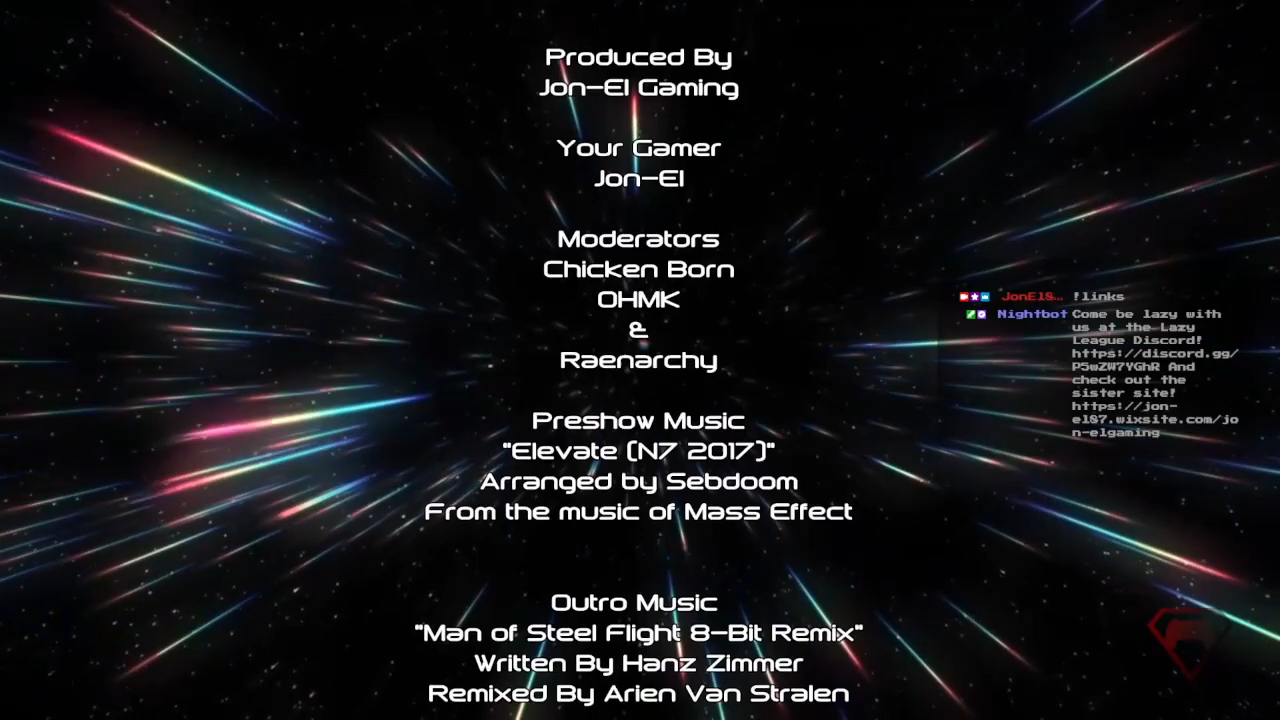 Produced By
Jon-El Gaming
Your Gamer
Jon-El
Moderators
Chicken Born
OHMK
&
Raenarchy
Preshow Music
"Elevate (N7 2017)"
Arranged by Sebdoom
From the music of Mass Effect
Outro Music
"Man of Steel Flight 8-Bit Remix"
Written By Hanz Zimmer
Remixed By Arien Van Stralen
JonEl8… !links
Nightbot Come be lazy with
us at the Lazy
League Discord!
https://discord.gg/
P5wZW7YGhR And
check out the
sister site!
https://jon-
el87.wixsite.com/jo
n-elgaming